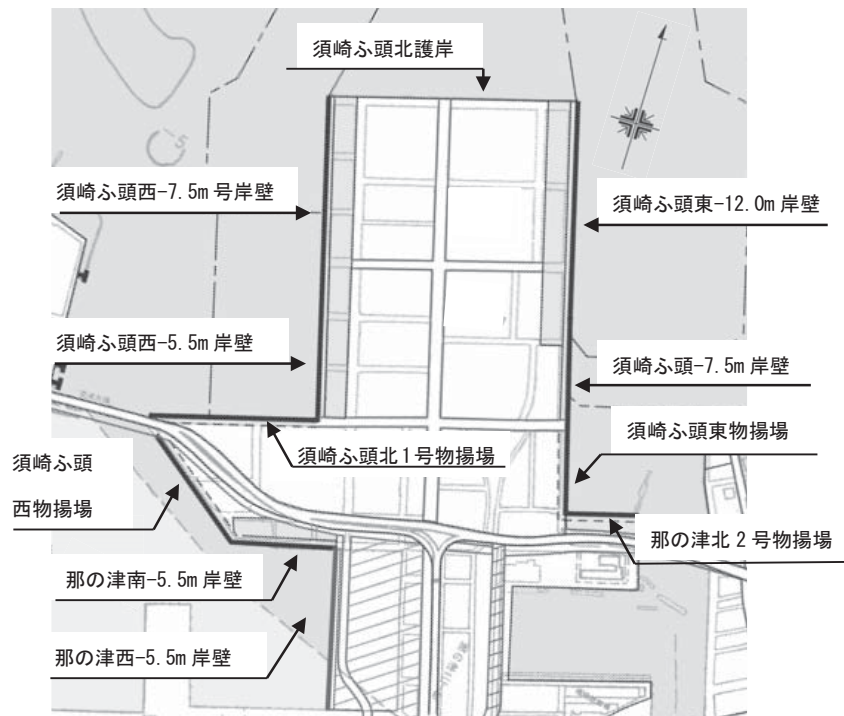 須崎ふ頭北護岸
須崎ふ頭西-7.5m号岸壁
須崎ふ頭東-12.0m岸壁
須崎ふ頭西-5.5m岸壁
須崎ふ頭-7.5m岸壁
須崎ふ頭東物揚場
須崎ふ頭北1号物揚場
須崎ふ頭
西物揚場
那の津北2号物揚場
那の津南-5.5m岸壁
那の津西-5.5m岸壁